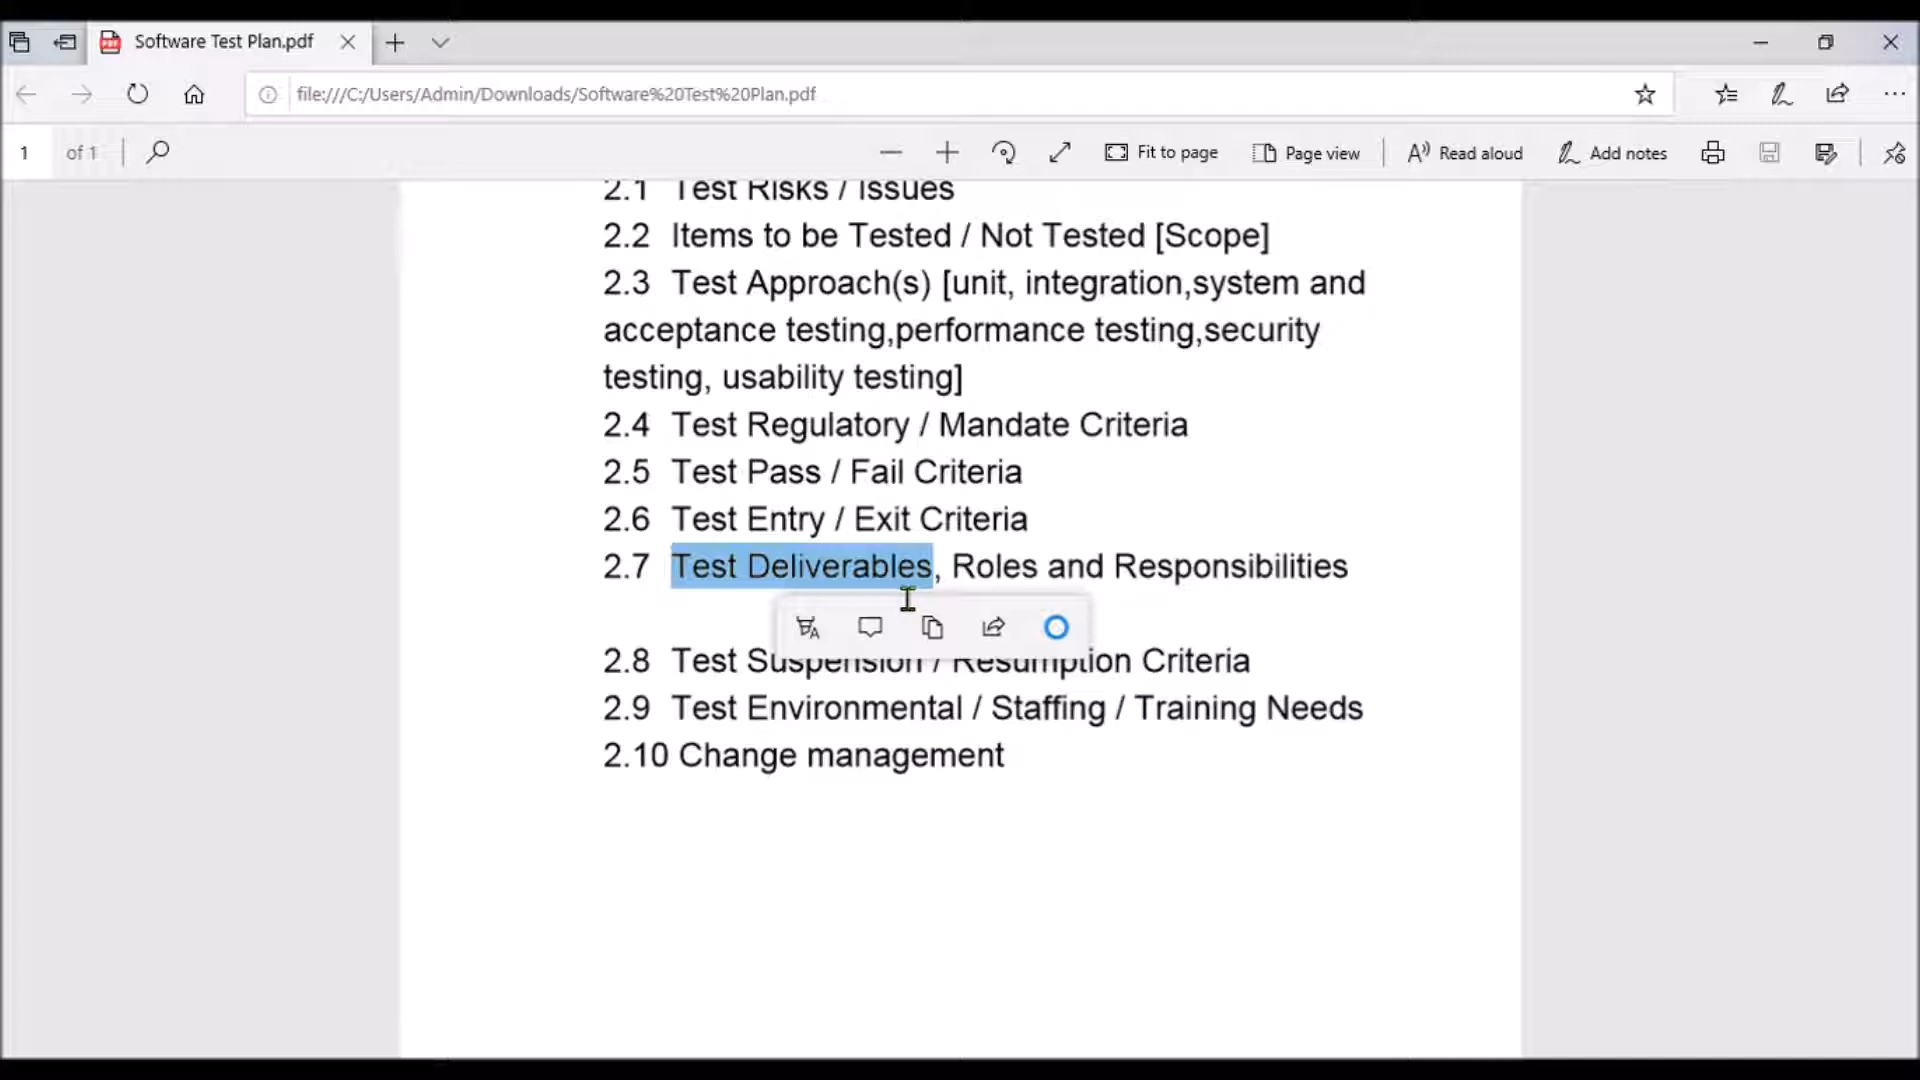 Software Test Plan.pdf
file:///C:/Users/Admin/Downloads/Software%20Test%20Plan.pdf
1 of 1 Fit to page Page view Read aloud Add notes
2.1 Test Risks / Issues
2.2 Items to be Tested / Not Tested [Scope]
2.3 Test Approach(s) [unit, integration,system and
acceptance testing,performance testing,security
testing, usability testing]
2.4 Test Regulatory / Mandate Criteria
2.5 Test Pass / Fail Criteria
2.6 Test Entry / Exit Criteria
2.7 Test Deliverables, Roles and Responsibilities
2.8 Test Suspension / Resumption Criteria
2.9 Test Environmental / Staffing / Training Needs
2.10 Change management